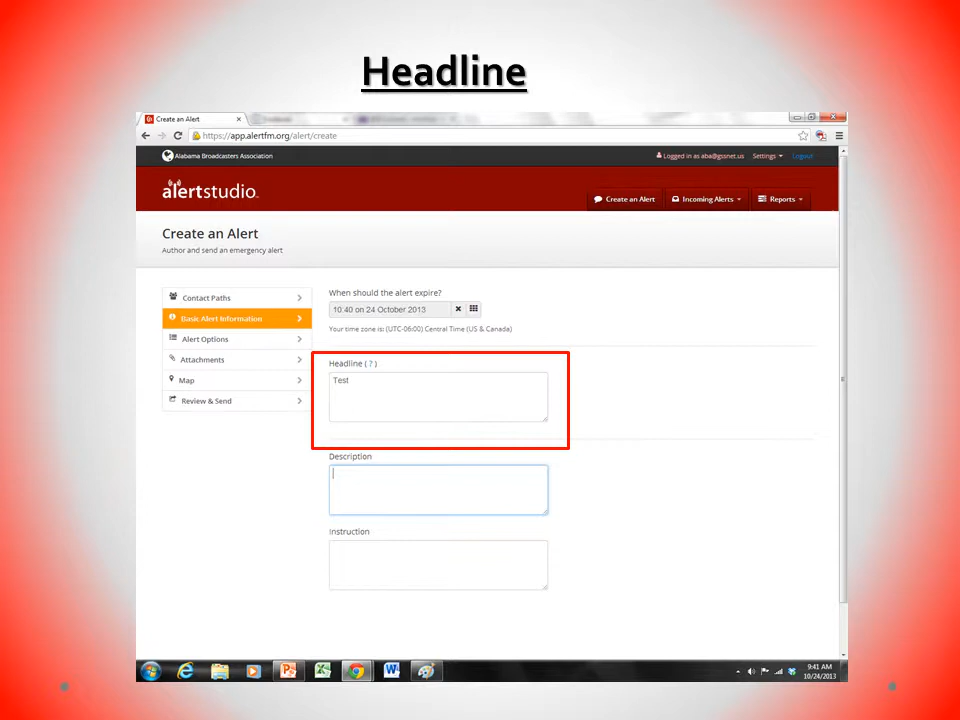 Headline
Create an Alert
https://app.alertfm.org/alert/create
Alabama Broadcasters Association
Logged in as aba@gssnet.us Settings Logout
alertstudio
Create an Alert Incoming Alerts Reports
Create an Alert
Author and send an emergency alert
Contact Paths
Basic Alert Information
Alert Options
Attachments
Map
Review & Send
When should the alert expire?
10:40 on 24 October 2013
Your time zone is: (UTC-06:00) Central Time (US & Canada)
Headline ( ? )
Test
Description
Instruction
9:41 AM
10/24/2013